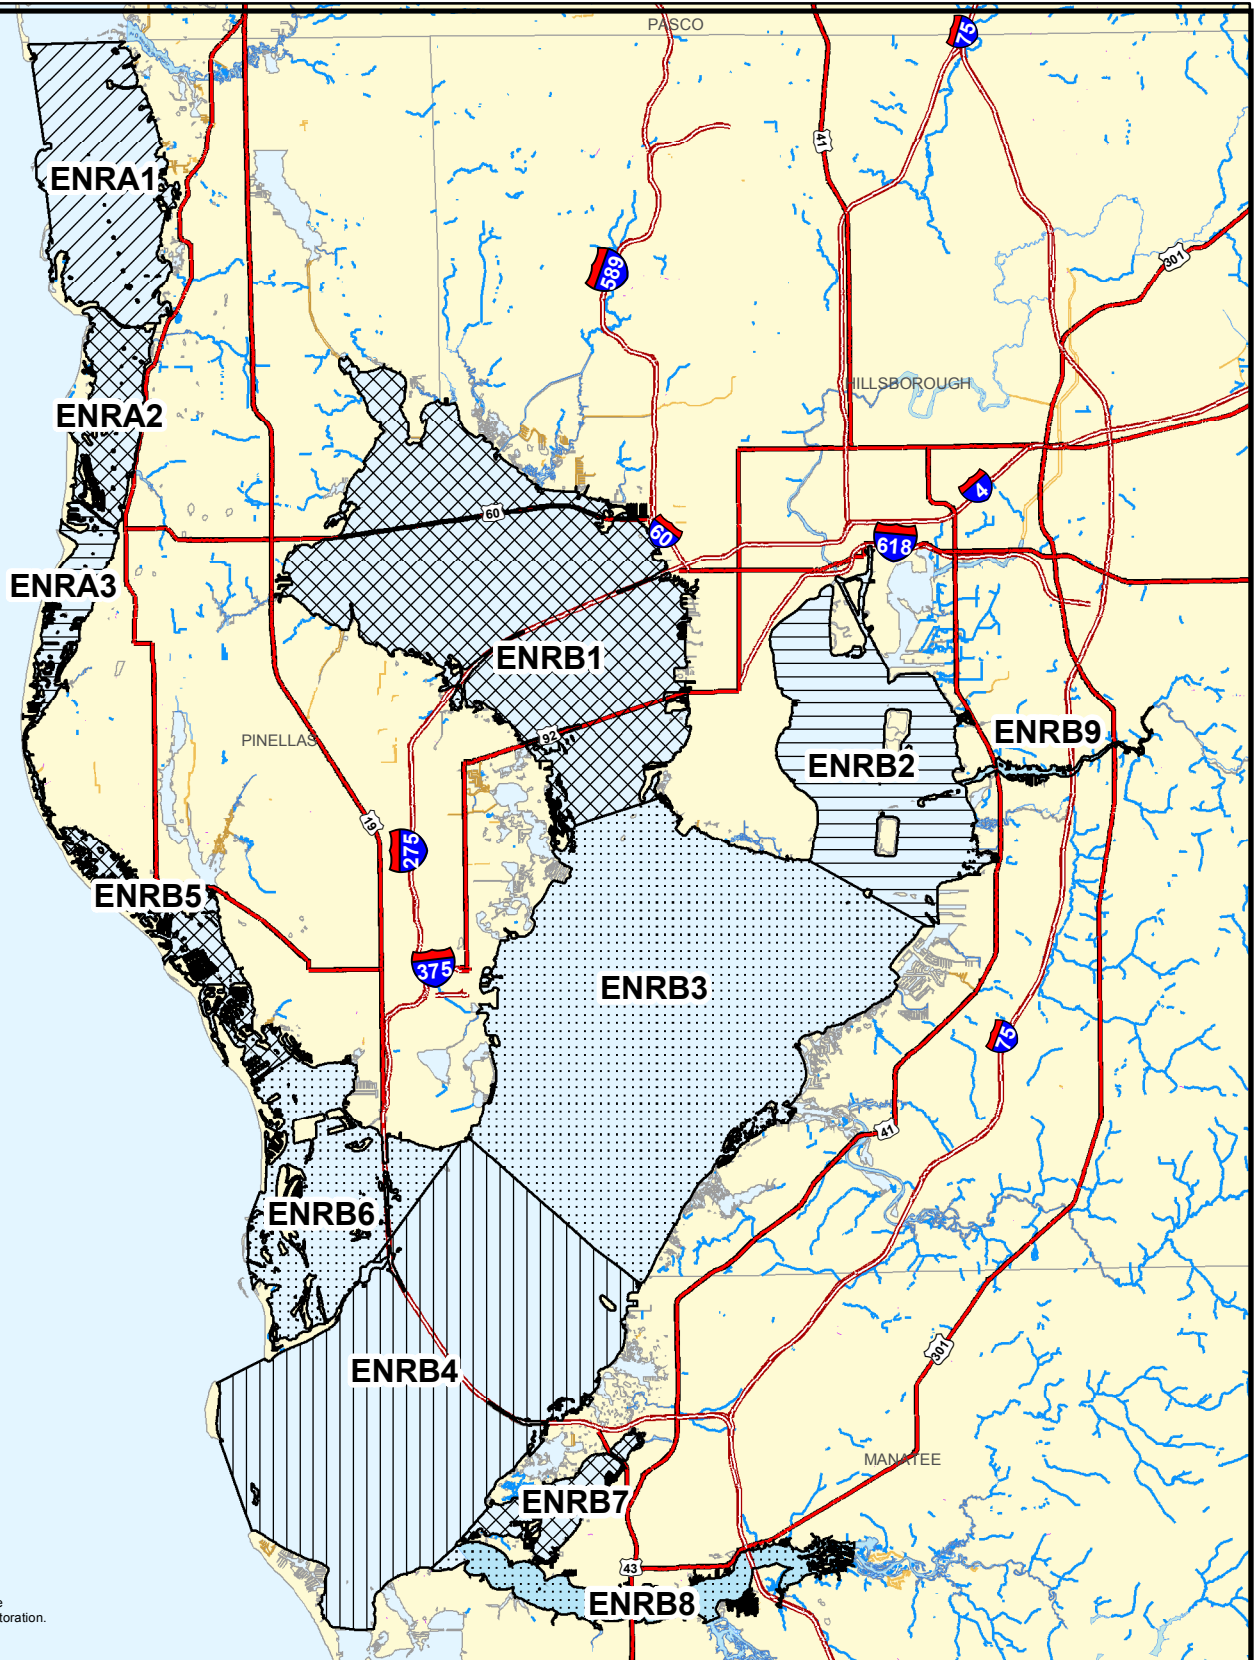 PASCO
75
41
ENRA1
301
589
HILLSBOROUGH
ENRA2
4
60
60
618
ENRA3
ENRB1
ENRB9
92
PINELLAS
ENRB2
19
275
ENRB5
375
ENRB3
75
41
ENRB6
301
ENRB4
MANATEE
ENRB7
43
ENRB8
e
toration.